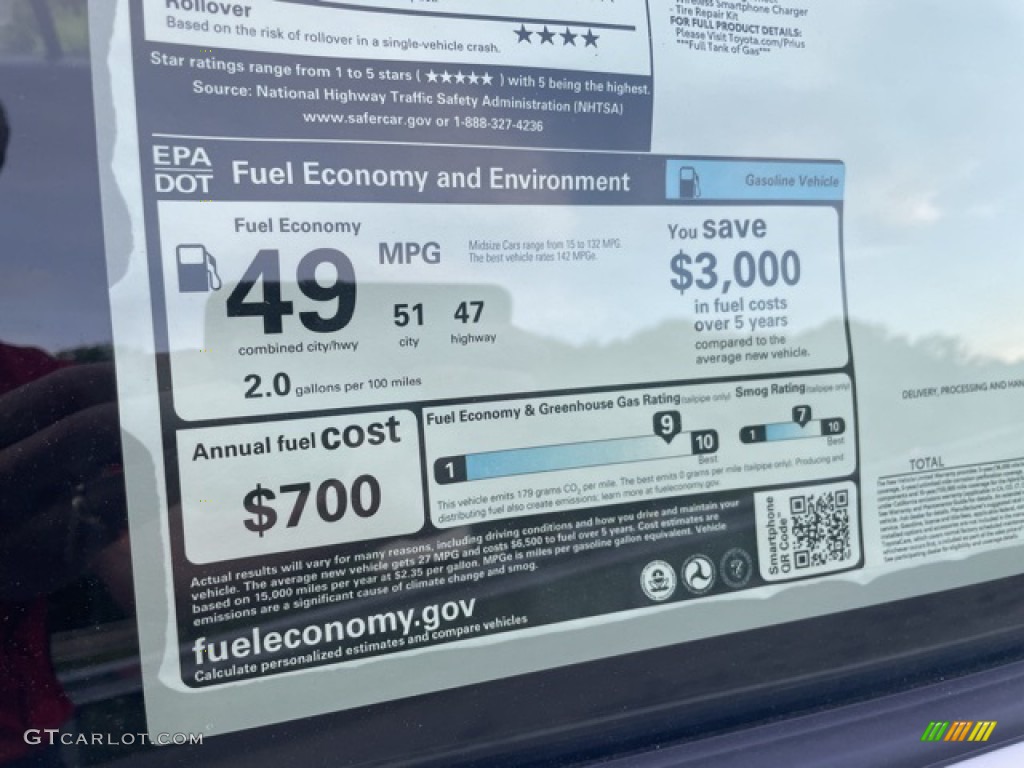 Rollover
Based on the risk of rollover in a single-vehicle crash.
★★★★
Star ratings range from 1 to 5 stars ( ★★★★★ ) with 5 being the highest.
Source: National Highway Traffic Safety Administration (NHTSA)
www.safercar.gov or 1-888-327-4236
Wireless Smartphone Charger
- Tire Repair Kit
FOR FULL PRODUCT DETAILS:
Please Visit Toyota.com/Prius
***Full Tank of Gas***
EPA
DOT
Fuel Economy and Environment
Gasoline Vehicle
Fuel Economy
49
MPG
combined city/hwy
51
city
47
highway
Midsize Cars range from 15 to 132 MPG.
The best vehicle rates 142 MPGe.
2.0 gallons per 100 miles
You save
$3,000
in fuel costs
over 5 years
compared to the
average new vehicle.
Annual fuel cost
$700
Fuel Economy & Greenhouse Gas Rating (tailpipe only)
1
9
10
Best
Smog Rating (tailpipe only)
1
7
10
Best
This vehicle emits 179 grams CO2 per mile. The best emits 0 grams per mile (tailpipe only). Producing and
distributing fuel also create emissions; learn more at fueleconomy.gov.
Actual results will vary for many reasons, including driving conditions and how you drive and maintain your
vehicle. The average new vehicle gets 27 MPG and costs $6,500 to fuel over 5 years. Cost estimates are
based on 15,000 miles per year at $2.35 per gallon. MPGe is miles per gasoline gallon equivalent. Vehicle
emissions are a significant cause of climate change and smog.
fueleconomy.gov
Calculate personalized estimates and compare vehicles
Smartphone
QR Code™
DELIVERY, PROCESSING AND
TOTAL
GTcarlot.com